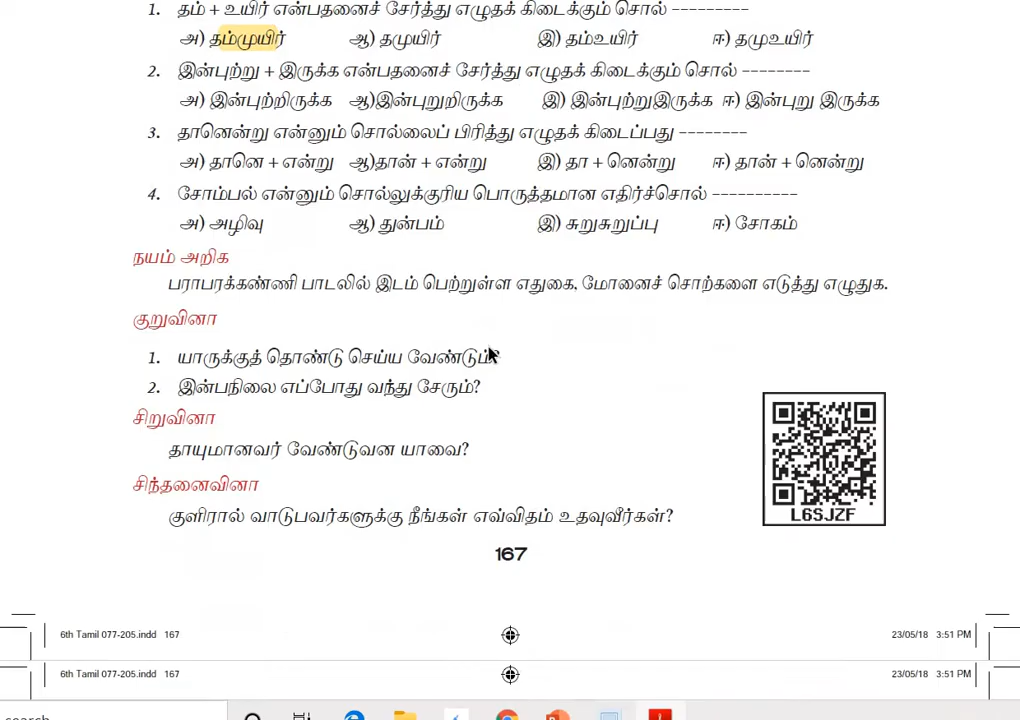 1. தம் + உயிர் என்பதனைச் சேர்த்து எழுதக் கிடைக்கும் சொல் ---------
அ) தம்முயிர் ஆ) தமுயிர் இ) தம்உயிர் ஈ) தமுஉயிர்
2. இன்புற்று + இருக்க என்பதனைச் சேர்த்து எழுதக் கிடைக்கும் சொல் --------
அ) இன்புற்றிருக்க ஆ)இன்புறுறிருக்க இ) இன்புற்றுஇருக்க ஈ) இன்புறு இருக்க
3. தானென்று என்னும் சொல்லைப் பிரித்து எழுதக் கிடைப்பது --------
அ) தானெ + என்று ஆ)தான் + என்று இ) தா + னென்று ஈ) தான் + னென்று
4. சோம்பல் என்னும் சொல்லுக்குரிய பொருத்தமான எதிர்ச்சொல் ----------
அ) அழிவு ஆ) துன்பம் இ) சுறுசுறுப்பு ஈ) சோகம்
நயம் அறிக
பராபரக்கண்ணி பாடலில் இடம் பெற்றுள்ள எதுகை, மோனைச் சொற்களை எடுத்து எழுதுக.
குறுவினா
1. யாருக்குத் தொண்டு செய்ய வேண்டும்?
2. இன்பநிலை எப்போது வந்து சேரும்?
சிறுவினா
தாயுமானவர் வேண்டுவன யாவை?
சிந்தனைவினா
குளிரால் வாடுபவர்களுக்கு நீங்கள் எவ்விதம் உதவுவீர்கள்?
L6SJZF
167
6th Tamil 077-205.indd 167 23/05/18 3:51 PM
6th Tamil 077-205.indd 167 23/05/18 3:51 PM
search